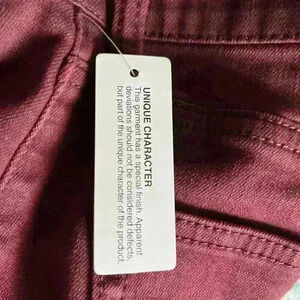 UNIQUE CHARACTER
This garment has a special finish. Apparent
deviations should not be considered defects,
but part of the unique character of the product.